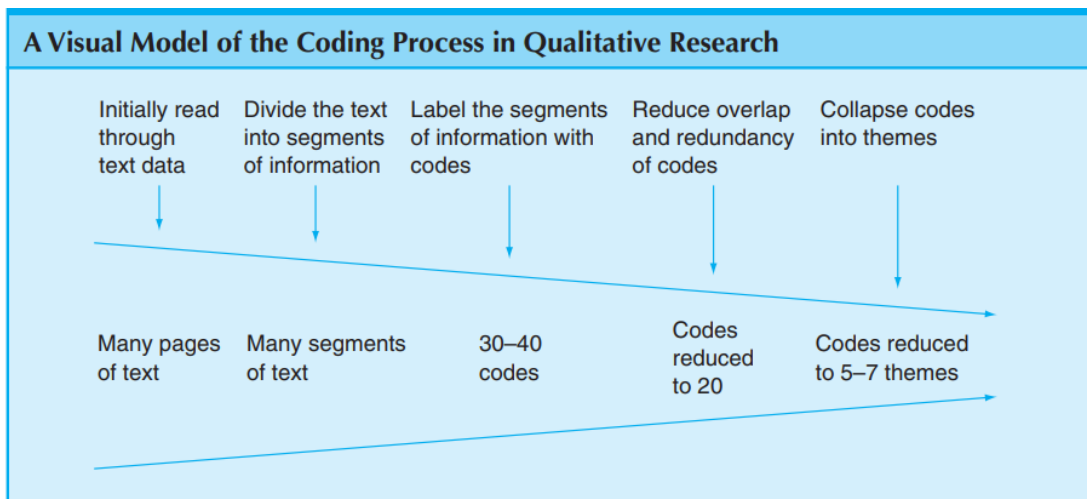 A Visual Model of the Coding Process in Qualitative Research
Initially read
through
text data
Divide the text
into segments
of information
Label the segments
of information with
codes
Reduce overlap
and redundancy
of codes
Collapse codes
into themes
Many pages
of text
Many segments
of text
30–40
codes
Codes
reduced
to 20
Codes reduced
to 5–7 themes